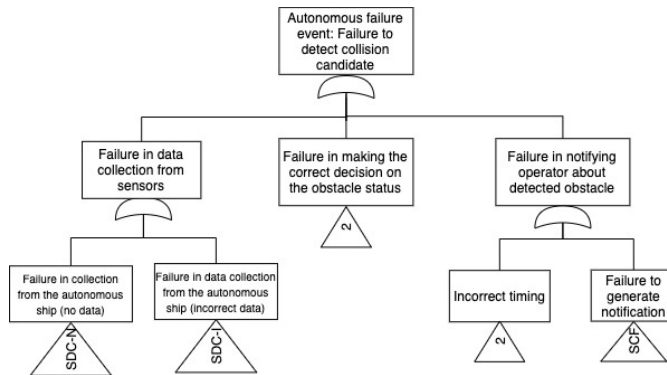 Autonomous failure
event: Failure to
detect collision
candidate
Failure in data
collection from
sensors
Failure in making the
correct decision on
the obstacle status
Failure in notifying
operator about
detected obstacle
2
Failure in collection
from the autonomous
ship (no data)
Failure in data collection
from the autonomous
ship (incorrect data)
Incorrect timing
Failure to
generate
notification
SDC-N
SDC-I
2
SCF